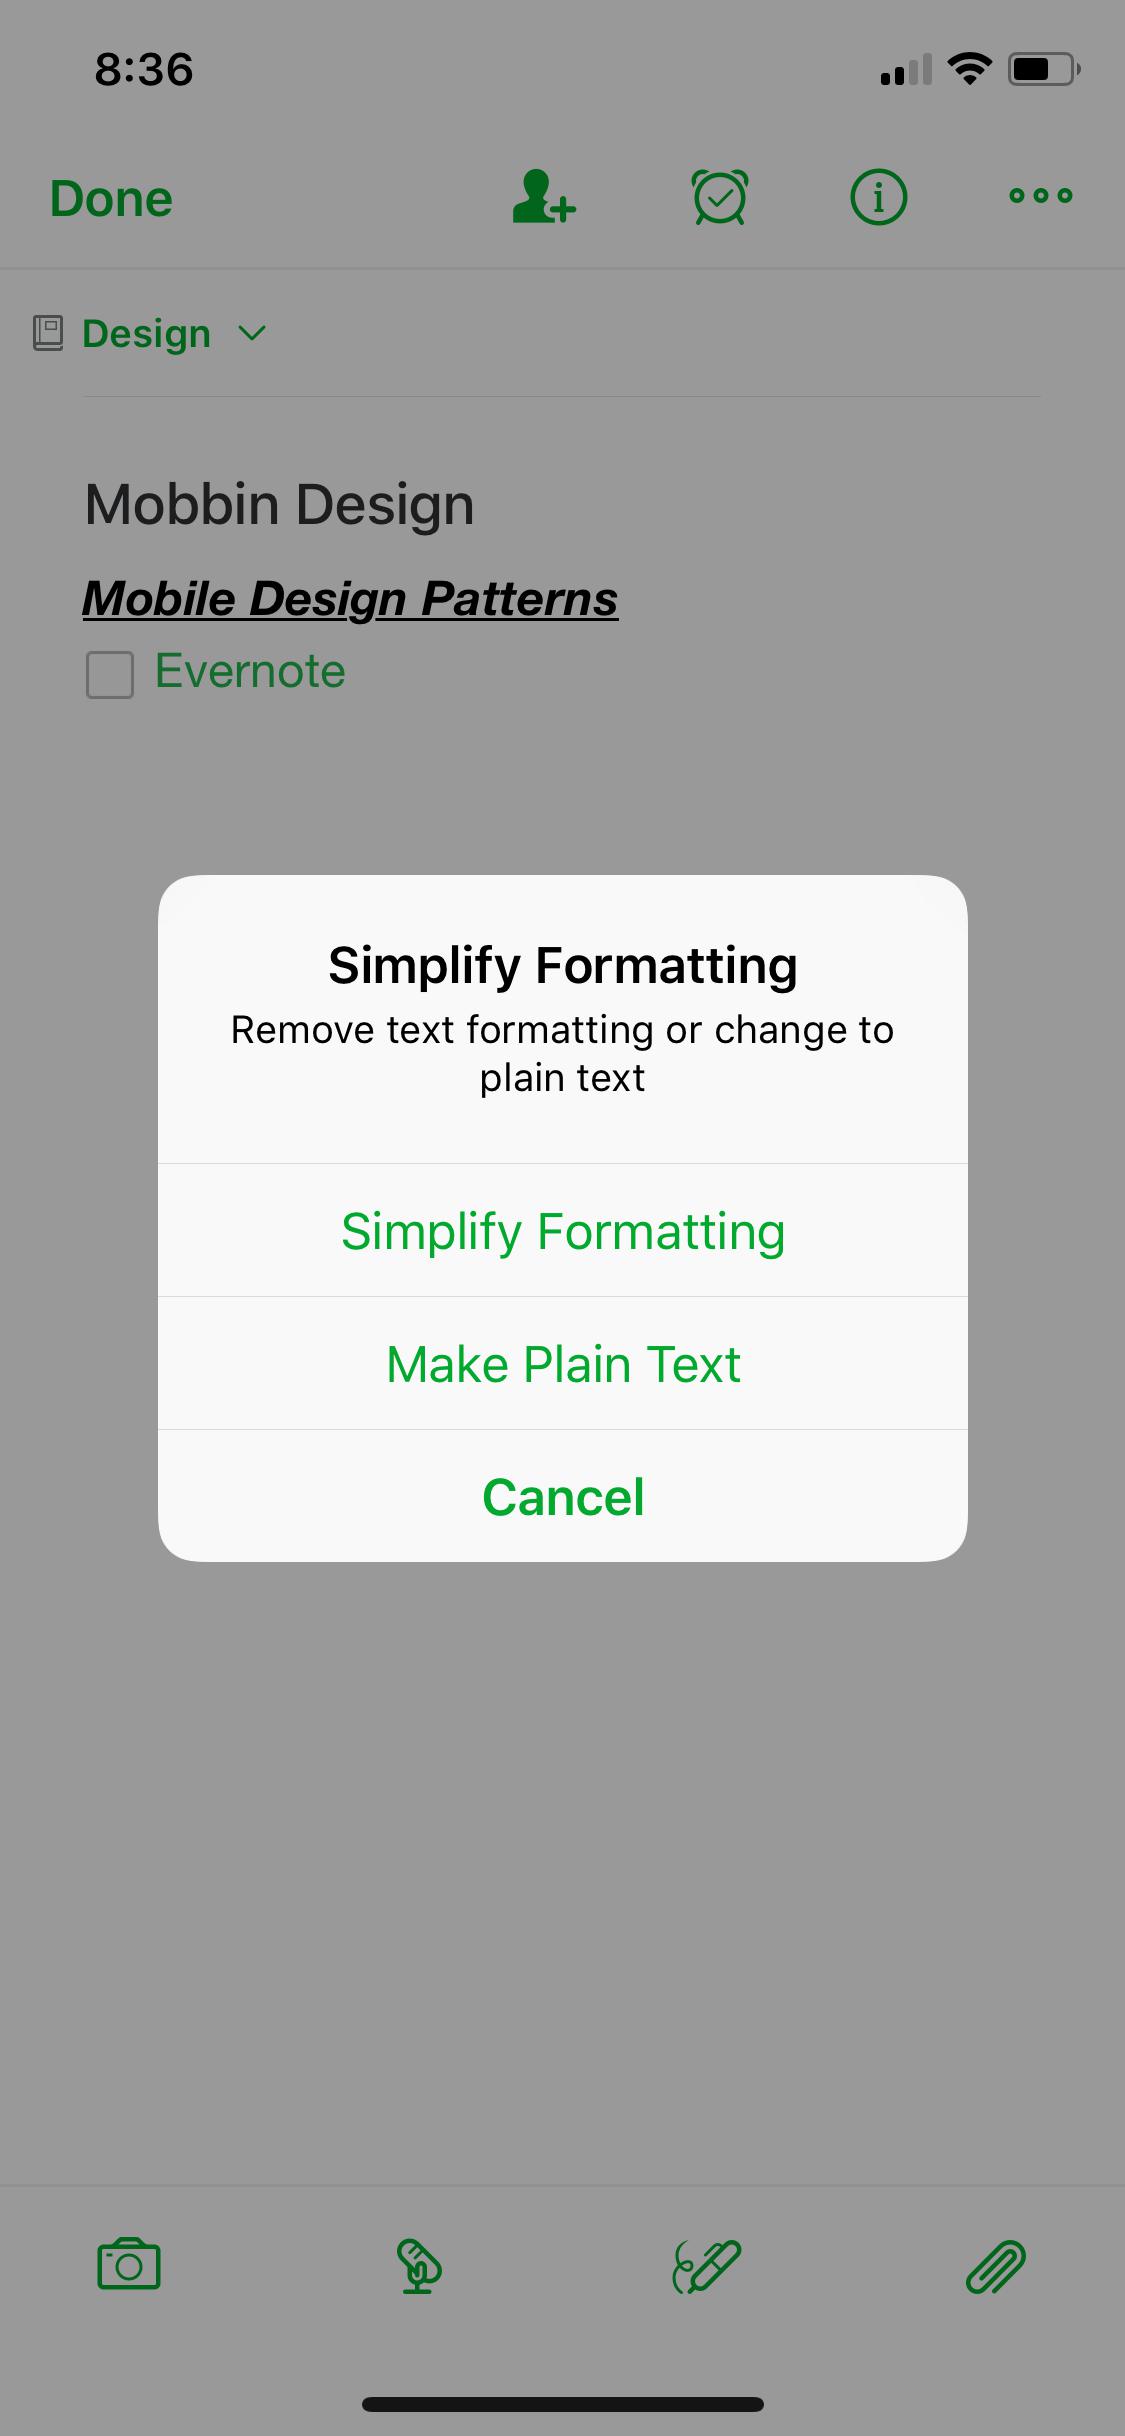 8:36
Done
Design
Mobbin Design
Mobile Design Patterns
Evernote
Simplify Formatting
Remove text formatting or change to
plain text
Simplify Formatting
Make Plain Text
Cancel